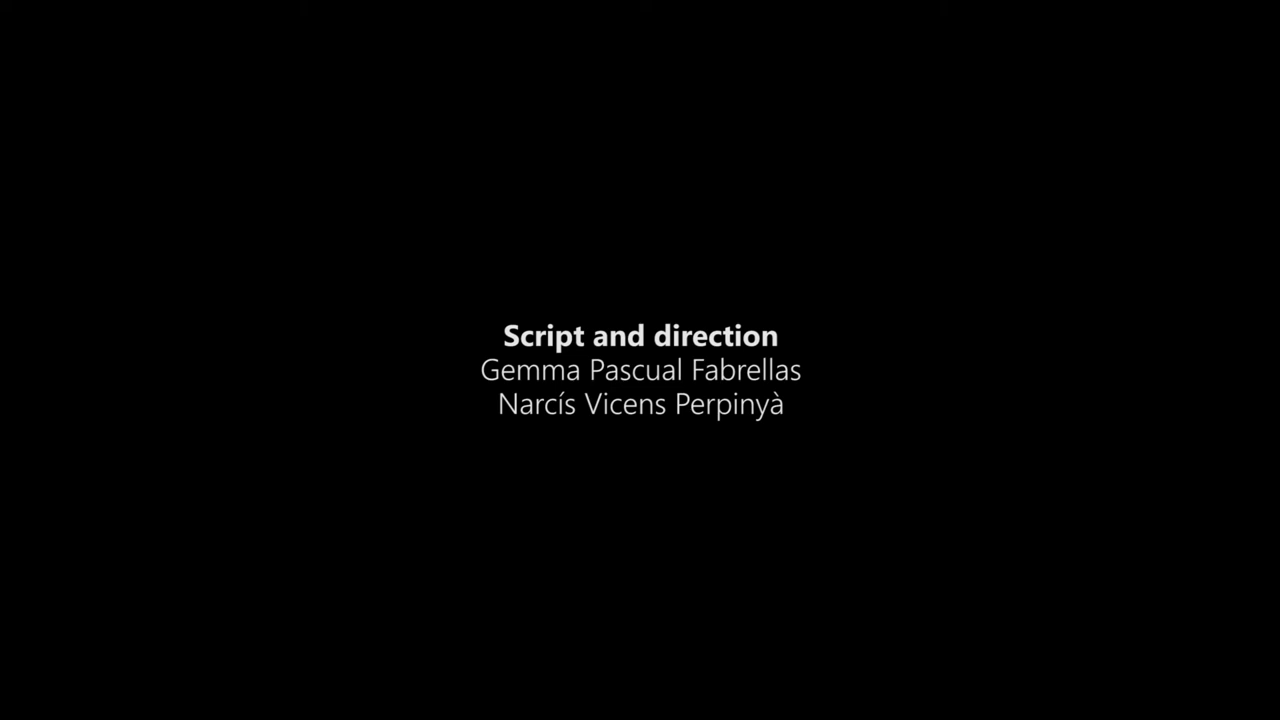 Script and direction
Gemma Pascual Fabrellas
Narcís Vicens Perpinyà